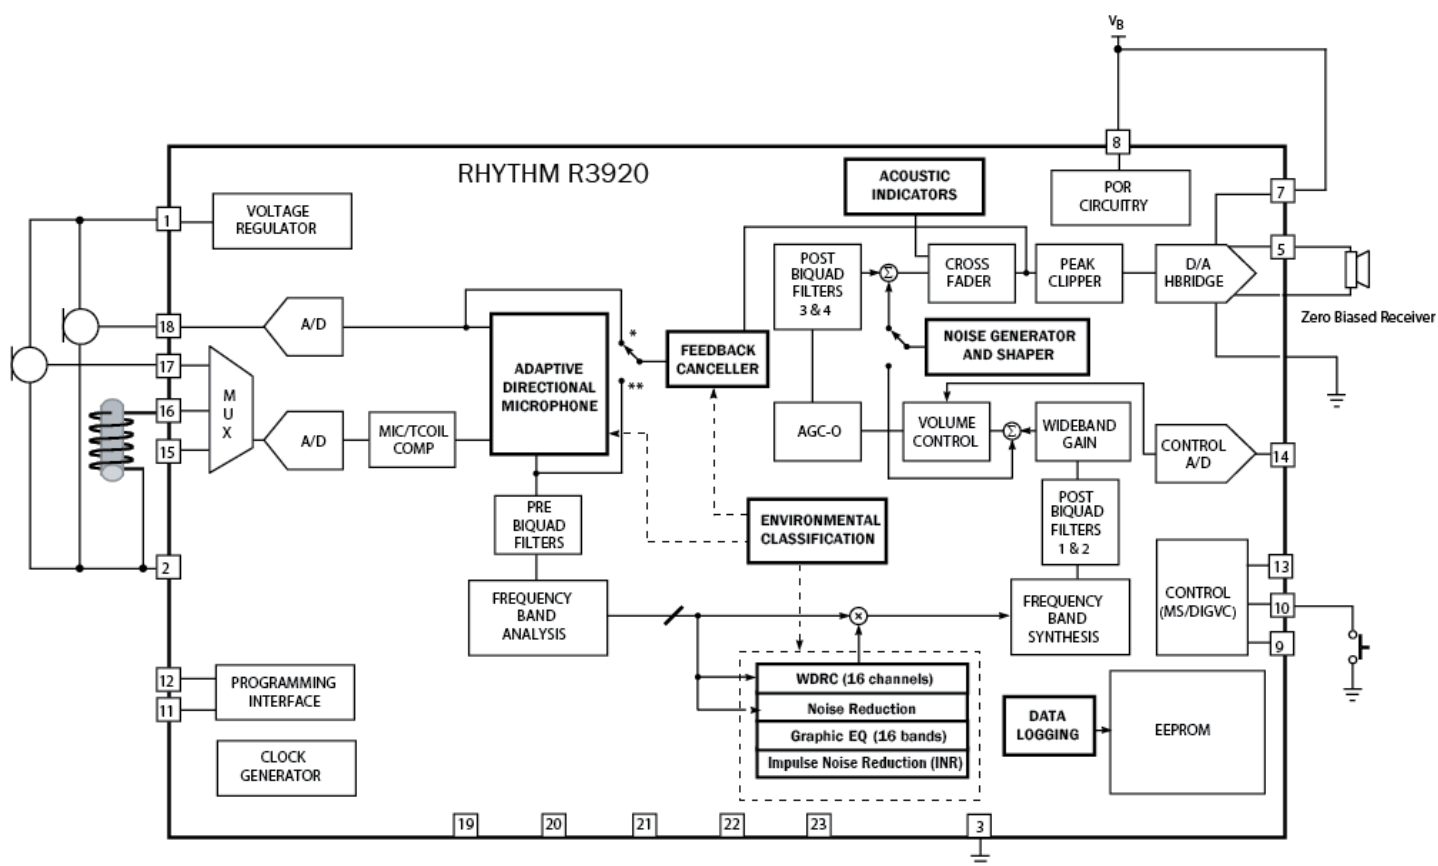 VB
8
RHYTHM R3920
ACOUSTIC
INDICATORS
POR
CIRCUITRY
7
1
VOLTAGE
REGULATOR
5
POST
BIQUAD
FILTERS
3 & 4
Σ
CROSS
FADER
PEAK
CLIPPER
D/A
HBRIDGE
Zero Biased Receiver
18
A/D
*
NOISE GENERATOR
AND SHAPER
FEEDBACK
CANCELLER
17
MUX
ADAPTIVE
DIRECTIONAL
MICROPHONE
**
16
15
A/D
MIC/TCOIL
COMP
AGC-O
VOLUME
CONTROL
Σ
WIDEBAND
GAIN
CONTROL
A/D
14
PRE
BIQUAD
FILTERS
ENVIRONMENTAL
CLASSIFICATION
POST
BIQUAD
FILTERS
1 & 2
2
13
FREQUENCY
BAND
ANALYSIS
×
FREQUENCY
BAND
SYNTHESIS
CONTROL
(MS/DIGVC)
10
9
12
11
PROGRAMMING
INTERFACE
WDRC (16 channels)
Noise Reduction
Graphic EQ (16 bands)
Impulse Noise Reduction (INR)
DATA
LOGGING
EEPROM
CLOCK
GENERATOR
19
20
21
22
23
3